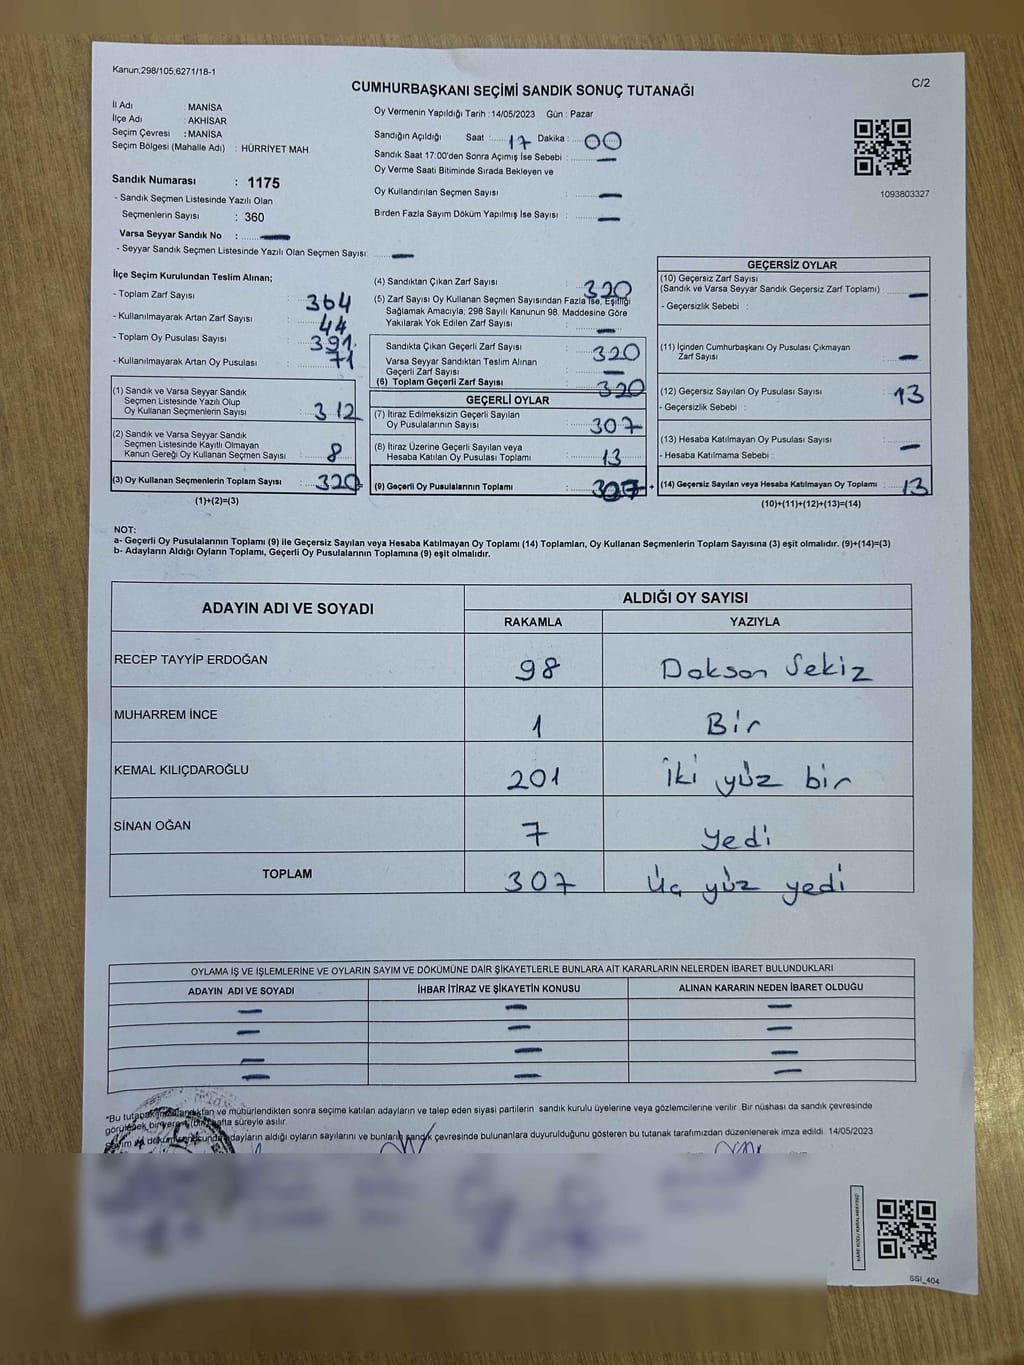 Kanun;298/105,6271/18-1
C/2
CUMHURBAŞKANI SEÇİMİ SANDIK SONUÇ TUTANAĞI
İl Adı : MANİSA
İlçe Adı : AKHİSAR
Seçim Çevresi : MANİSA
Seçim Bölgesi (Mahalle Adı) : HÜRRİYET MAH.
Sandık Numarası : 1175
- Sandık Seçmen Listesinde Yazılı Olan
Seçmenlerin Sayısı : 360
Varsa Seyyar Sandık No : —
- Seyyar Sandık Seçmen Listesinde Yazılı Olan Seçmen Sayısı: —
Oy Vermenin Yapıldığı Tarih :14/05/2023 Gün : Pazar
Sandığın Açıldığı Saat : 17 Dakika : 00
Sandık Saat 17:00'den Sonra Açımış İse Sebebi : —
Oy Verme Saati Bitiminde Sırada Bekleyen ve
Oy Kullandırılan Seçmen Sayısı : —
Birden Fazla Sayım Döküm Yapılmış İse Sayısı : —
1093803327
İlçe Seçim Kurulundan Teslim Alınan;
- Toplam Zarf Sayısı : 364
- Kullanılmayarak Artan Zarf Sayısı : 44
- Toplam Oy Pusulası Sayısı : 391
- Kullanılmayarak Artan Oy Pusulası : 71
(1) Sandık ve Varsa Seyyar Sandık
Seçmen Listesinde Yazılı Olup
Oy Kullanan Seçmenlerin Sayısı : 312
(2) Sandık ve Varsa Seyyar Sandık
Seçmen Listesinde Kayıtlı Olmayan
Kanun Gereği Oy Kullanan Seçmen Sayısı : 8
(3) Oy Kullanan Seçmenlerin Toplam Sayısı : 320 =
(1)+(2)=(3)
(4) Sandıktan Çıkan Zarf Sayısı : 320
(5) Zarf Sayısı Oy Kullanan Seçmen Sayısından Fazla İse, Eşitliği
Sağlamak Amacıyla; 298 Sayılı Kanunun 98. Maddesine Göre
Yakılarak Yok Edilen Zarf Sayısı : —
Sandıkta Çıkan Geçerli Zarf Sayısı : 320
Varsa Seyyar Sandıktan Teslim Alınan
Geçerli Zarf Sayısı : —
(6) Toplam Geçerli Zarf Sayısı : 320
GEÇERLİ OYLAR
(7) İtiraz Edilmeksizin Geçerli Sayılan
Oy Pusulalarının Sayısı : 307
(8) İtiraz Üzerine Geçerli Sayılan veya
Hesaba Katılan Oy Pusulası Toplamı : 13
(9) Geçerli Oy Pusulalarının Toplamı : 307 +
GEÇERSİZ OYLAR
(10) Geçersiz Zarf Sayısı
(Sandık ve Varsa Seyyar Sandık Geçersiz Zarf Toplamı) : —
- Geçersizlik Sebebi :
(11) İçinden Cumhurbaşkanı Oy Pusulası Çıkmayan
Zarf Sayısı : —
(12) Geçersiz Sayılan Oy Pusulası Sayısı : 13
- Geçersizlik Sebebi :
(13) Hesaba Katılmayan Oy Pusulası Sayısı : —
- Hesaba Katılmama Sebebi :
(14) Geçersiz Sayılan veya Hesaba Katılmayan Oy Toplamı : 13
(10)+(11)+(12)+(13)=(14)
NOT:
a- Geçerli Oy Pusulalarının Toplamı (9) ile Geçersiz Sayılan veya Hesaba Katılmayan Oy Toplamı (14) Toplamları, Oy Kullanan Seçmenlerin Toplam Sayısına (3) eşit olmalıdır. (9)+(14)=(3)
b- Adayların Aldığı Oyların Toplamı, Geçerli Oy Pusulalarının Toplamına (9) eşit olmalıdır.
ADAYIN ADI VE SOYADI
ALDIĞI OY SAYISI
RAKAMLA YAZIYLA
RECEP TAYYİP ERDOĞAN 98 Doksan Sekiz
MUHARREM İNCE 1 Bir
KEMAL KILIÇDAROĞLU 201 İki yüz bir
SİNAN OĞAN 7 Yedi
TOPLAM 307 Üç yüz yedi
OYLAMA İŞ VE İŞLEMLERİNE VE OYLARIN SAYIM VE DÖKÜMÜNE DAİR ŞİKAYETLERLE BUNLARA AİT KARARLARIN NELERDEN İBARET BULUNDUKLARI
ADAYIN ADI VE SOYADI İHBAR İTİRAZ VE ŞİKAYETİN KONUSU ALINAN KARARIN NEDEN İBARET OLDUĞU
— — —
— — —
— — —
— — —
ve mühürlendikten sonra seçime katılan adayların ve talep eden siyasi partilerin sandık kurulu üyelerine veya gözlemcilerine verilir. Bir nüshası da sandık çevresinde
hafta süreyle asılır.
adayların aldığı oyların sayılarını ve bunların sandık çevresinde bulunanlara duyurulduğunu gösteren bu tutanak tarafımızdan düzenlenerek imza edildi. 14/05/2023
SSI_404